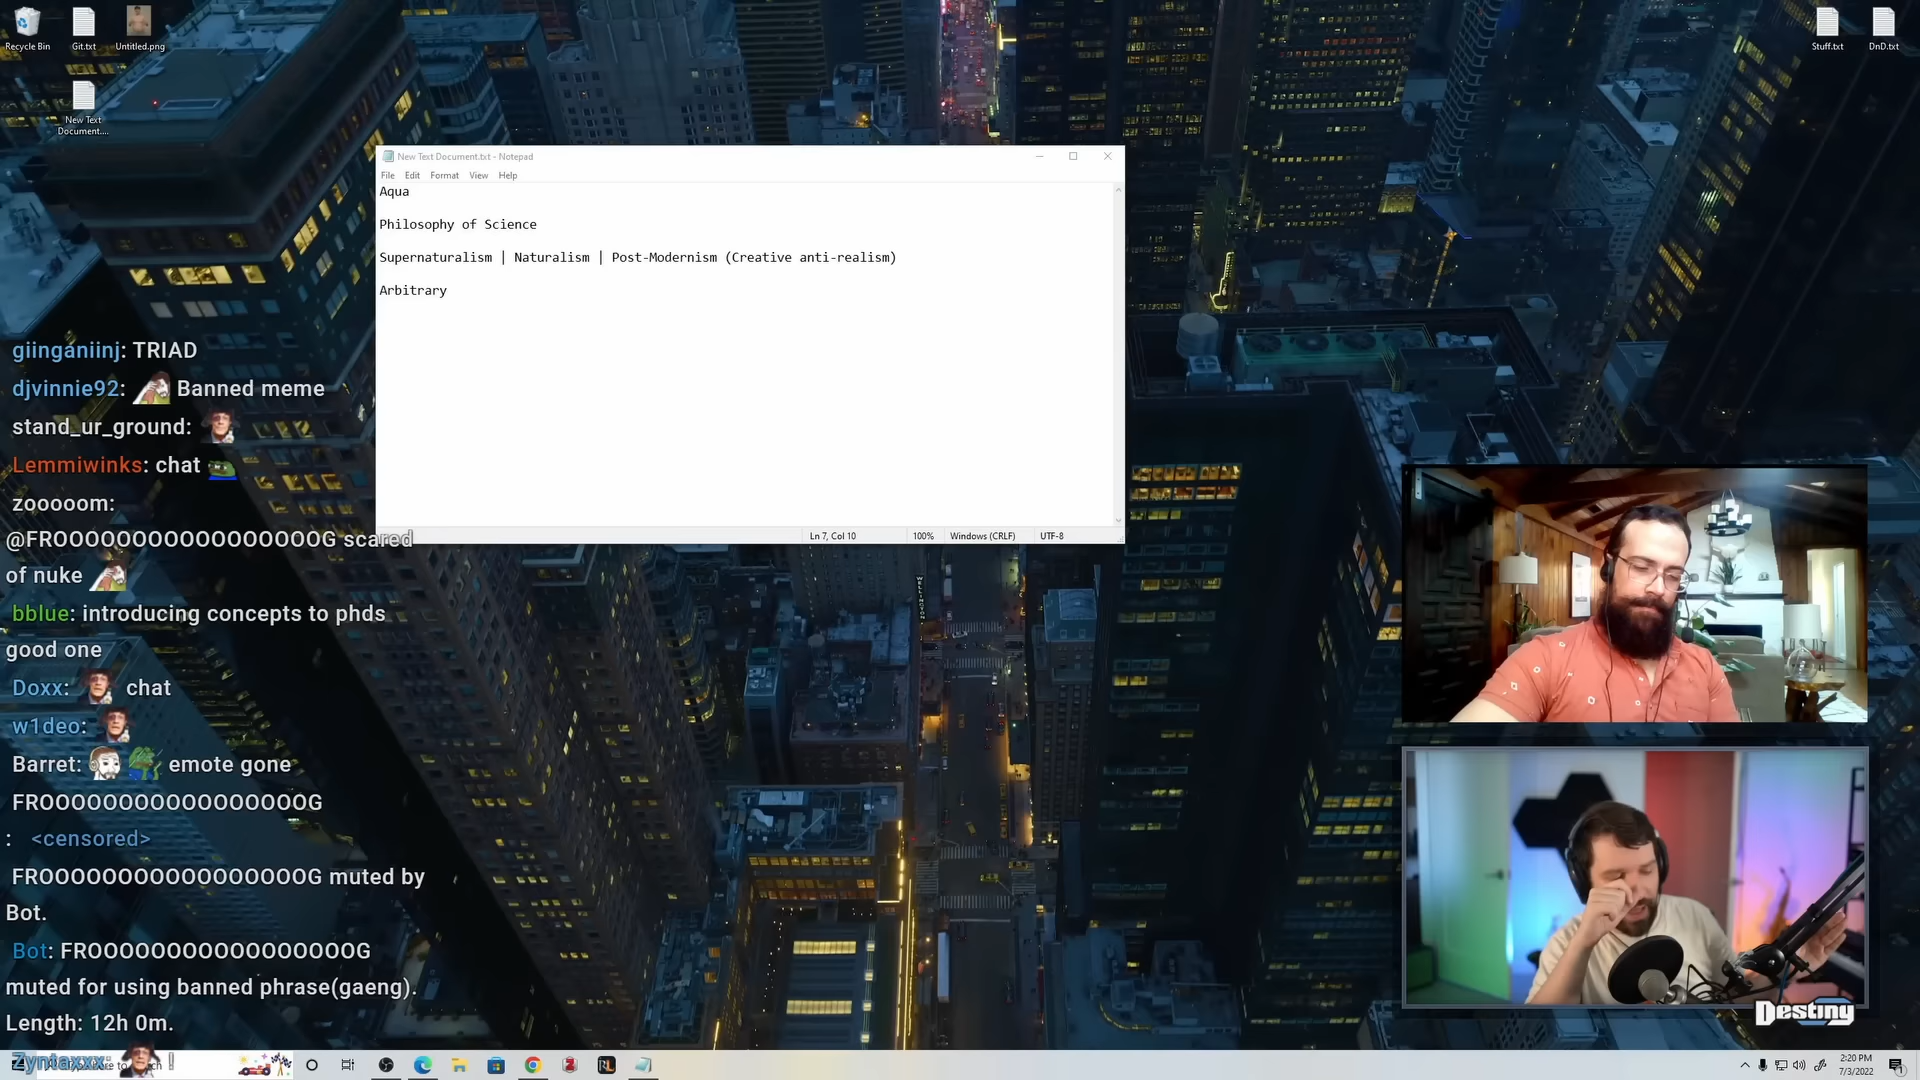 Recycle Bin
Git.txt
Untitled.png
New Text
Document....
Stuff.txt
DnD.txt
New Text Document.txt - Notepad
File Edit Format View Help
Aqua
Philosophy of Science
Supernaturalism | Naturalism | Post-Modernism (Creative anti-realism)
Arbitrary
Ln 7, Col 10 100% Windows (CRLF) UTF-8
giinganiinj: TRIAD
djvinnie92: Banned meme
stand_ur_ground:
Lemmiwinks: chat
zooooom:
@FROOOOOOOOOOOOOOOOOG scared
of nuke
bblue: introducing concepts to phds
good one
Doxx: chat
w1deo:
Barret: emote gone
FROOOOOOOOOOOOOOOOOG
: <censored>
FROOOOOOOOOOOOOOOOOG muted by
Bot.
Bot: FROOOOOOOOOOOOOOOOOG
muted for using banned phrase(gaeng).
Length: 12h 0m.
Zyntaxxx: !
WELLINGTON
Destiny
2:20 PM
7/3/2022